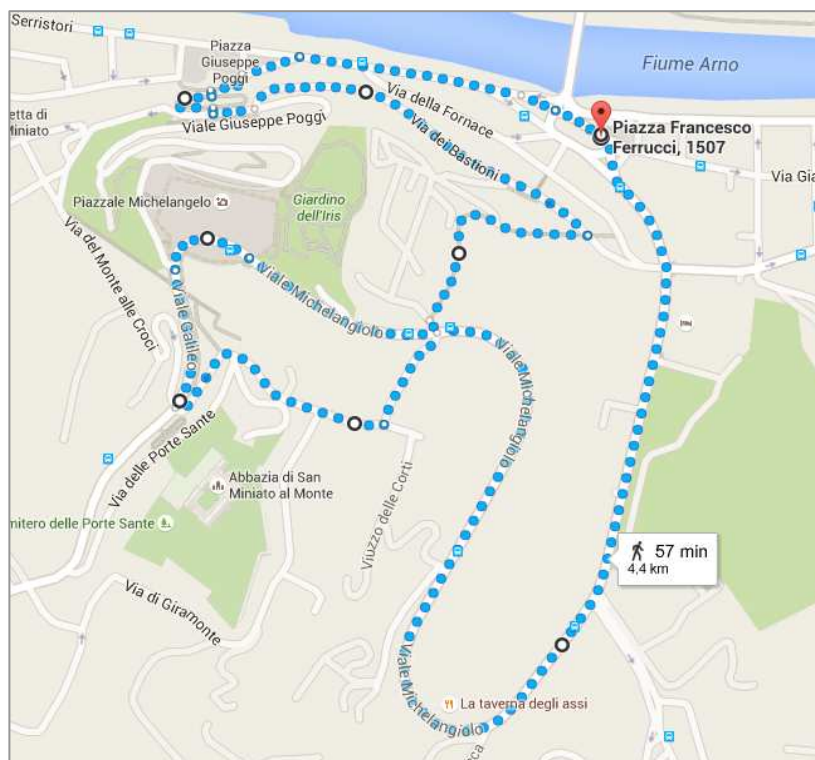 Serristori
Piazza
Giuseppe
Poggi
Fiume Arno
etta di
Miniato
Viale Giuseppe Poggi
Via della Fornace
Via dei Bastioni
Piazza Francesco
Ferrucci, 1507
Via Gia
Piazzale Michelangelo
Giardino
dell'Iris
Via del Monte alle Croci
Viale Galileo
Viale Michelangiolo
Viale Michelangiolo
Via delle Porte Sante
Abbazia di San
Miniato al Monte
Viuzzo delle Corti
mitero delle Porte Sante
57 min
4,4 km
Via di Giramonte
Viale Michelangiolo
La taverna degli assi
sca